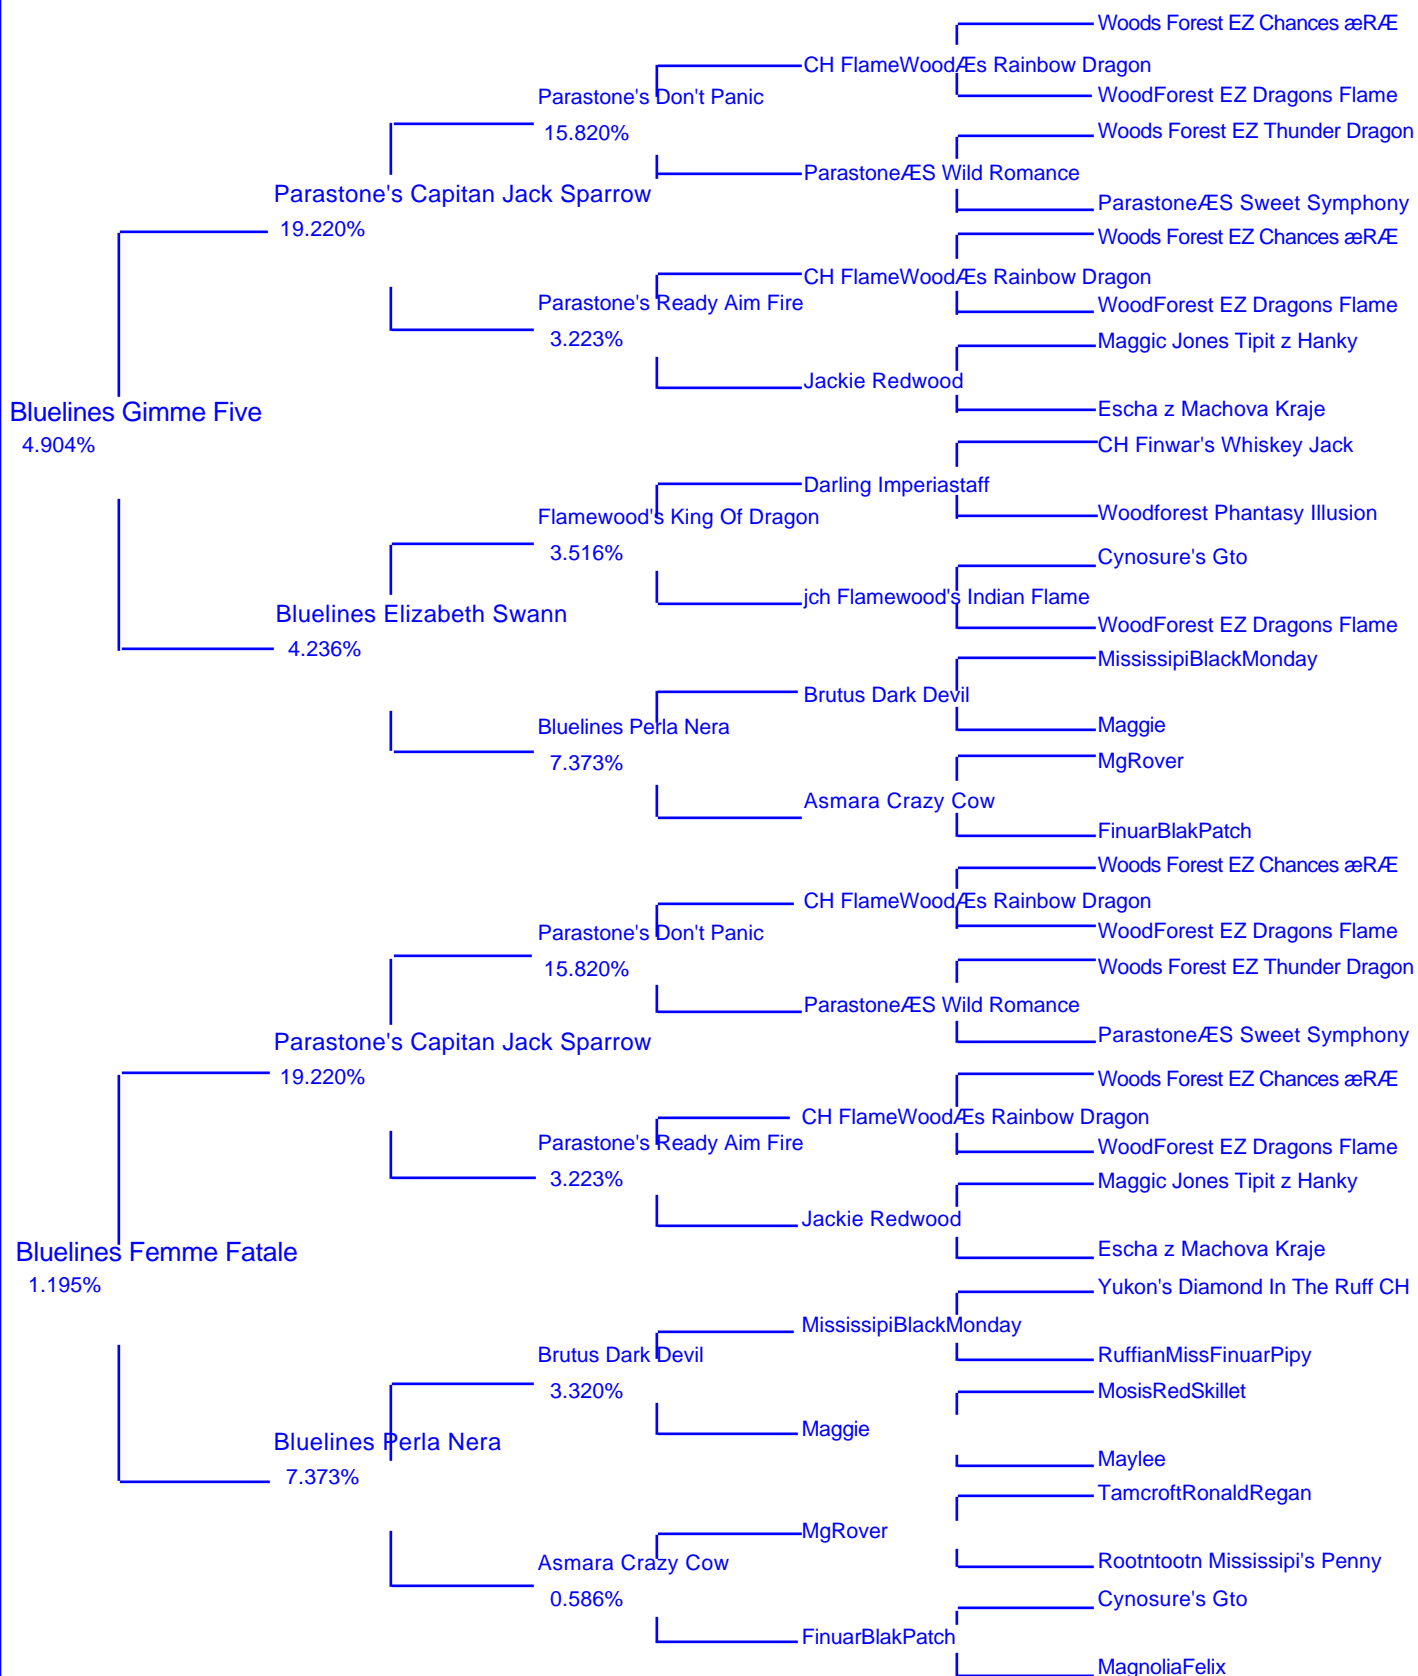 Woods Forest EZ Chances æRÆ
CH FlameWoodÆs Rainbow Dragon
Parastone's Don't Panic
WoodForest EZ Dragons Flame
15.820%
Woods Forest EZ Thunder Dragon
ParastoneÆS Wild Romance
Parastone's Capitan Jack Sparrow
ParastoneÆS Sweet Symphony
19.220%
Woods Forest EZ Chances æRÆ
CH FlameWoodÆs Rainbow Dragon
Parastone's Ready Aim Fire
WoodForest EZ Dragons Flame
3.223%
Maggic Jones Tipit z Hanky
Jackie Redwood
Bluelines Gimme Five
Escha z Machova Kraje
4.904%
CH Finwar's Whiskey Jack
Darling Imperiastaff
Flamewood's King Of Dragon
Woodforest Phantasy Illusion
3.516%
Cynosure's Gto
jch Flamewood's Indian Flame
Bluelines Elizabeth Swann
WoodForest EZ Dragons Flame
4.236%
MississipiBlackMonday
Brutus Dark Devil
Bluelines Perla Nera
Maggie
7.373%
MgRover
Asmara Crazy Cow
FinuarBlakPatch
Woods Forest EZ Chances æRÆ
CH FlameWoodÆs Rainbow Dragon
Parastone's Don't Panic
WoodForest EZ Dragons Flame
15.820%
Woods Forest EZ Thunder Dragon
ParastoneÆS Wild Romance
Parastone's Capitan Jack Sparrow
ParastoneÆS Sweet Symphony
19.220%
Woods Forest EZ Chances æRÆ
CH FlameWoodÆs Rainbow Dragon
Parastone's Ready Aim Fire
WoodForest EZ Dragons Flame
3.223%
Maggic Jones Tipit z Hanky
Jackie Redwood
Bluelines Femme Fatale
Escha z Machova Kraje
1.195%
Yukon's Diamond In The Ruff CH
MississipiBlackMonday
Brutus Dark Devil
RuffianMissFinuarPipy
3.320%
MosisRedSkillet
Maggie
Bluelines Perla Nera
Maylee
7.373%
TamcroftRonaldRegan
MgRover
Asmara Crazy Cow
Rootntootn Mississipi's Penny
0.586%
Cynosure's Gto
FinuarBlakPatch
MagnoliaFelix